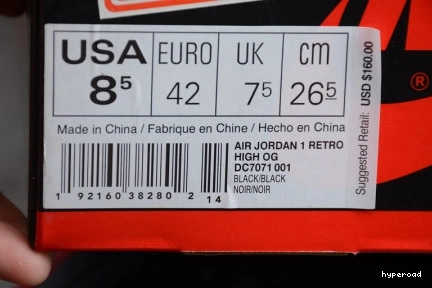 USA EURO UK cm
8⁵ 42 7⁵ 26⁵
Made in China / Fabrique en Chine / Hecho en China
AIR JORDAN 1 RETRO
HIGH OG
DC7071 001
BLACK/BLACK
NOIR/NOIR
1 92160 38280 2 14
Suggested Retail: USD $160.00
®
hyperoad